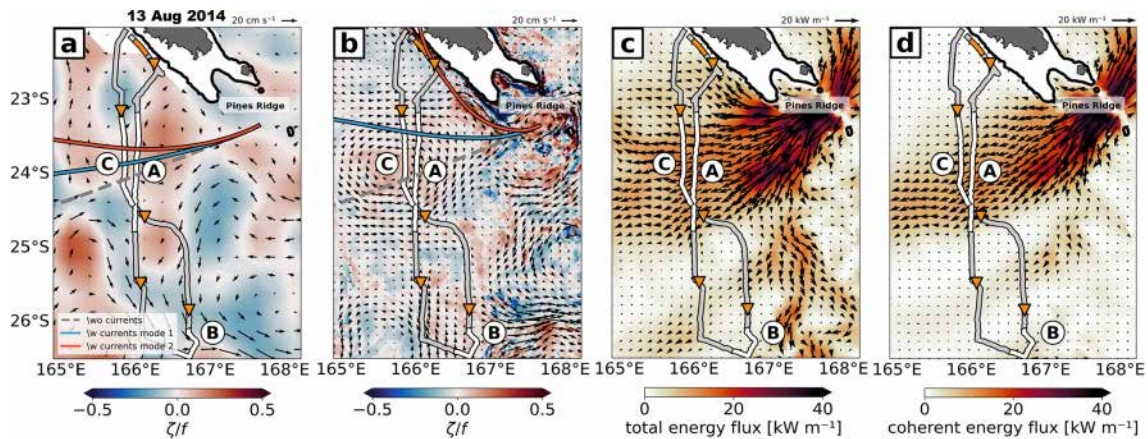 13 Aug 2014
20 cm s⁻¹
20 cm s⁻¹
20 kW m⁻¹
20 kW m⁻¹
a
b
c
d
Pines Ridge
Pines Ridge
Pines Ridge
Pines Ridge
23°S
24°S
25°S
26°S
C
A
B
C
A
B
C
A
B
C
A
B
\wo currents
\w currents mode 1
\w currents mode 2
165°E 166°E 167°E 168°E
165°E 166°E 167°E 168°E
165°E 166°E 167°E 168°E
165°E 166°E 167°E 168°E
−0.5 0.0 0.5
ζ/f
−0.5 0.0 0.5
ζ/f
0 20 40
total energy flux [kW m⁻¹]
0 20 40
coherent energy flux [kW m⁻¹]